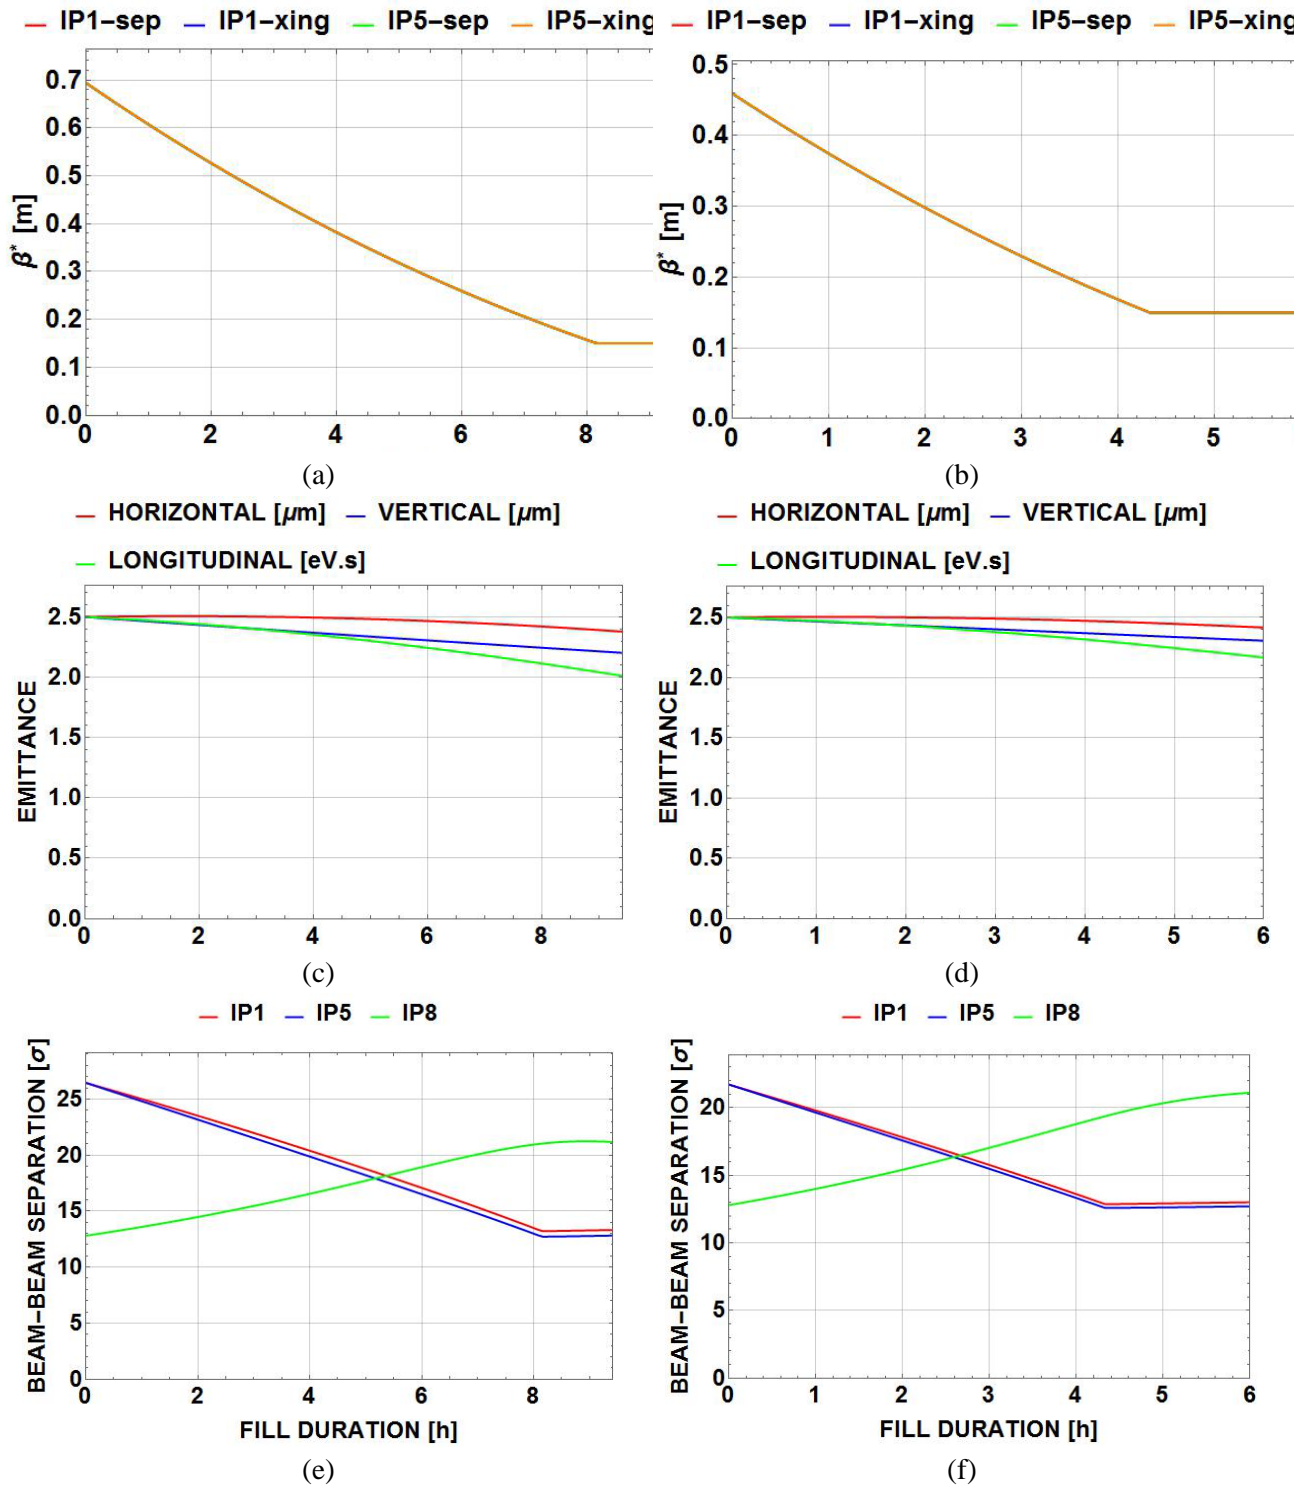 IP1–sep IP1–xing IP5–sep IP5–xing
0.7
0.6
0.5
0.4
0.3
0.2
0.1
0.0
β* [m]
0 2 4 6 8
(a)
IP1–sep IP1–xing IP5–sep IP5–xing
0.5
0.4
0.3
0.2
0.1
0.0
β* [m]
0 1 2 3 4 5
(b)
HORIZONTAL [μm] VERTICAL [μm]
LONGITUDINAL [eV.s]
2.5
2.0
1.5
1.0
0.5
0.0
EMITTANCE
0 2 4 6 8
(c)
HORIZONTAL [μm] VERTICAL [μm]
LONGITUDINAL [eV.s]
2.5
2.0
1.5
1.0
0.5
0.0
EMITTANCE
0 1 2 3 4 5 6
(d)
IP1 IP5 IP8
25
20
15
10
5
0
BEAM–BEAM SEPARATION [σ]
0 2 4 6 8
FILL DURATION [h]
(e)
IP1 IP5 IP8
20
15
10
5
0
BEAM–BEAM SEPARATION [σ]
0 1 2 3 4 5 6
FILL DURATION [h]
(f)